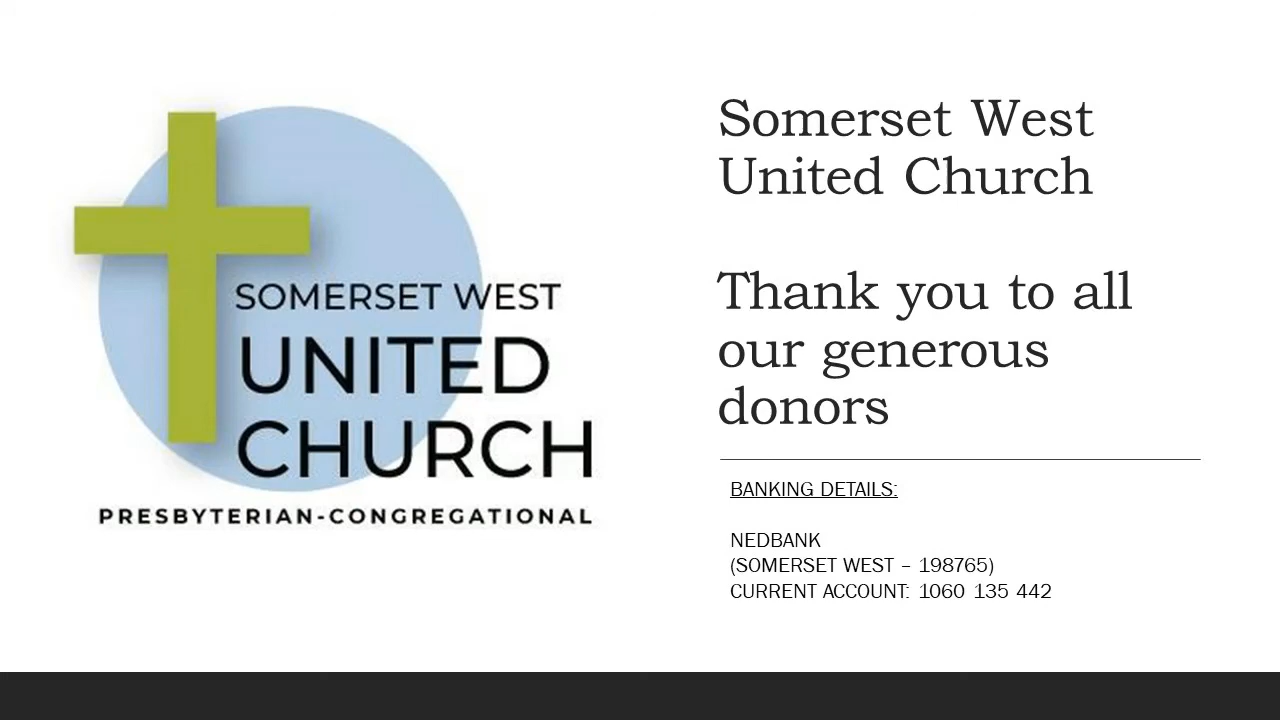 SOMERSET WEST
UNITED
CHURCH
PRESBYTERIAN-CONGREGATIONAL
Somerset West
United Church
Thank you to all
our generous
donors
BANKING DETAILS:
NEDBANK
(SOMERSET WEST – 198765)
CURRENT ACCOUNT: 1060 135 442